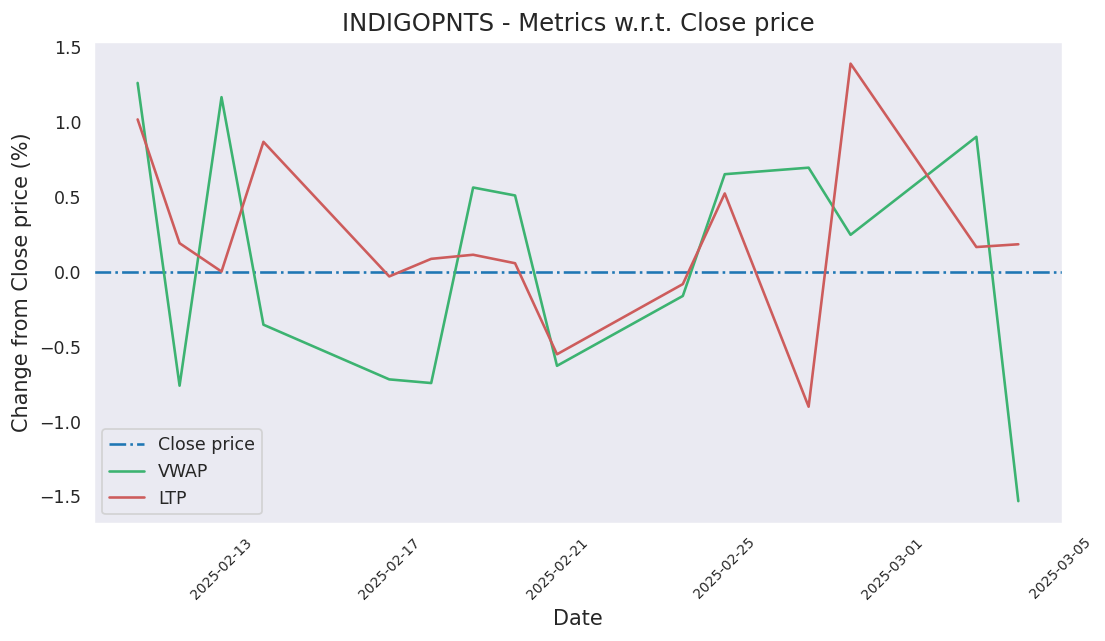 INDIGOPNTS - Metrics w.r.t. Close price
Change from Close price (%)
1.5
1.0
0.5
0.0
−0.5
−1.0
−1.5
Close price
VWAP
LTP
2025-02-13
2025-02-17
2025-02-21
2025-02-25
2025-03-01
2025-03-05
Date